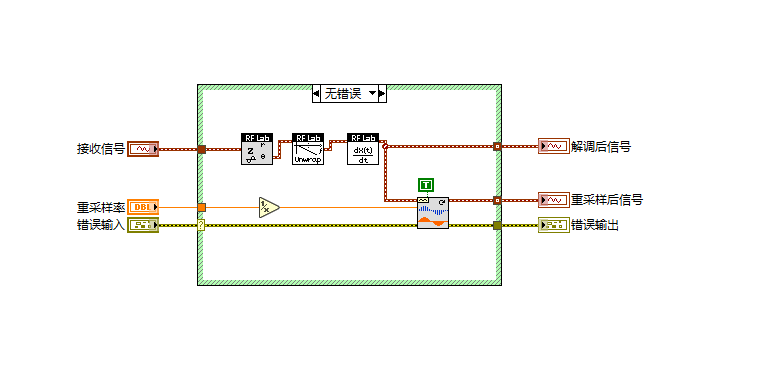 无错误
接收信号
RF Lab
r
Z
θ
RF Lab
Unwrap
RF Lab
dX(t)
dt
解调后信号
T
重采样率
DBL
1/x
重采样后信号
错误输入
?
错误输出